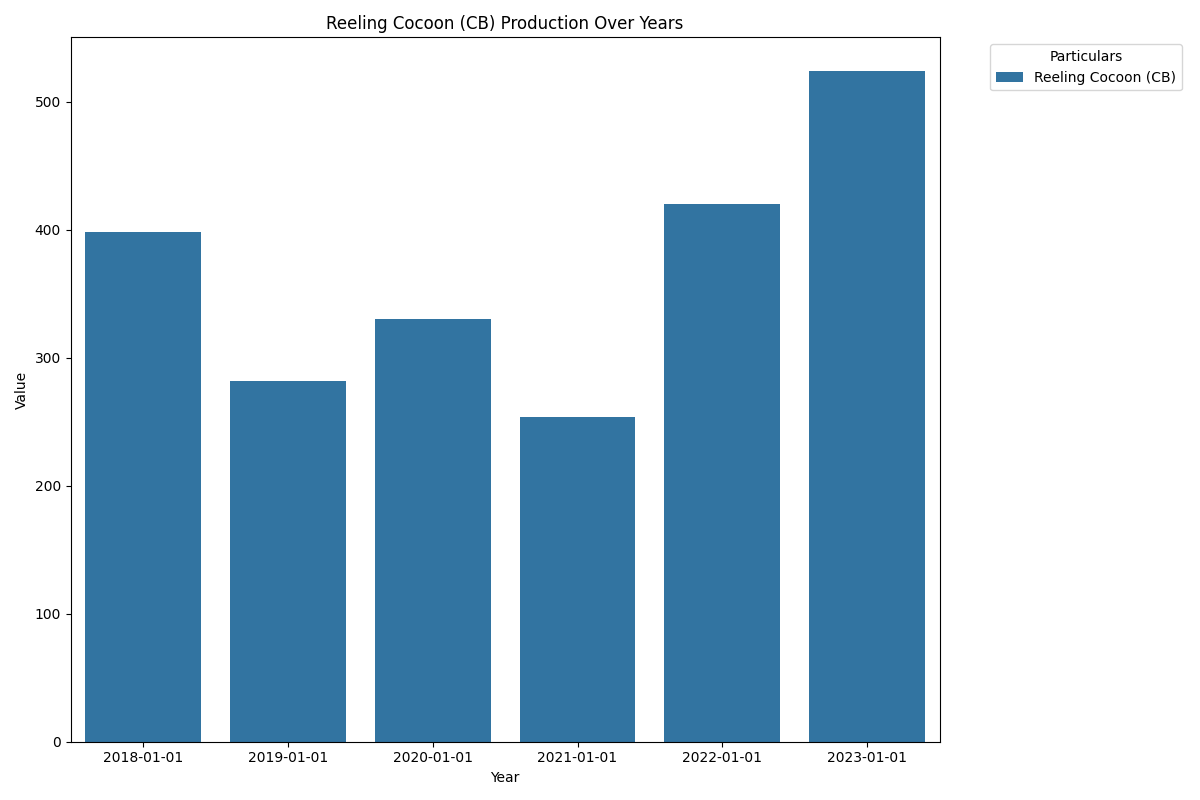 Reeling Cocoon (CB) Production Over Years
Particulars
Reeling Cocoon (CB)
Value
500
400
300
200
100
0
2018-01-01 2019-01-01 2020-01-01 2021-01-01 2022-01-01 2023-01-01
Year